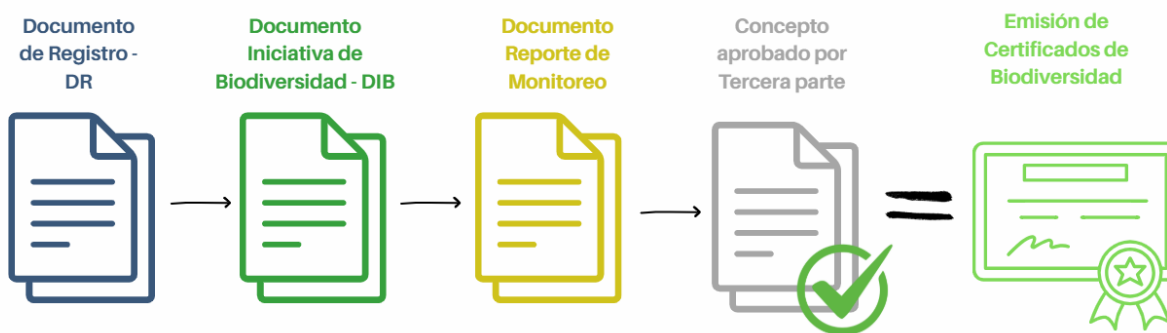 Documento
de Registro -
DR
Documento
Iniciativa de
Biodiversidad - DIB
Documento
Reporte de
Monitoreo
Concepto
aprobado por
Tercera parte
Emisión de
Certificados de
Biodiversidad